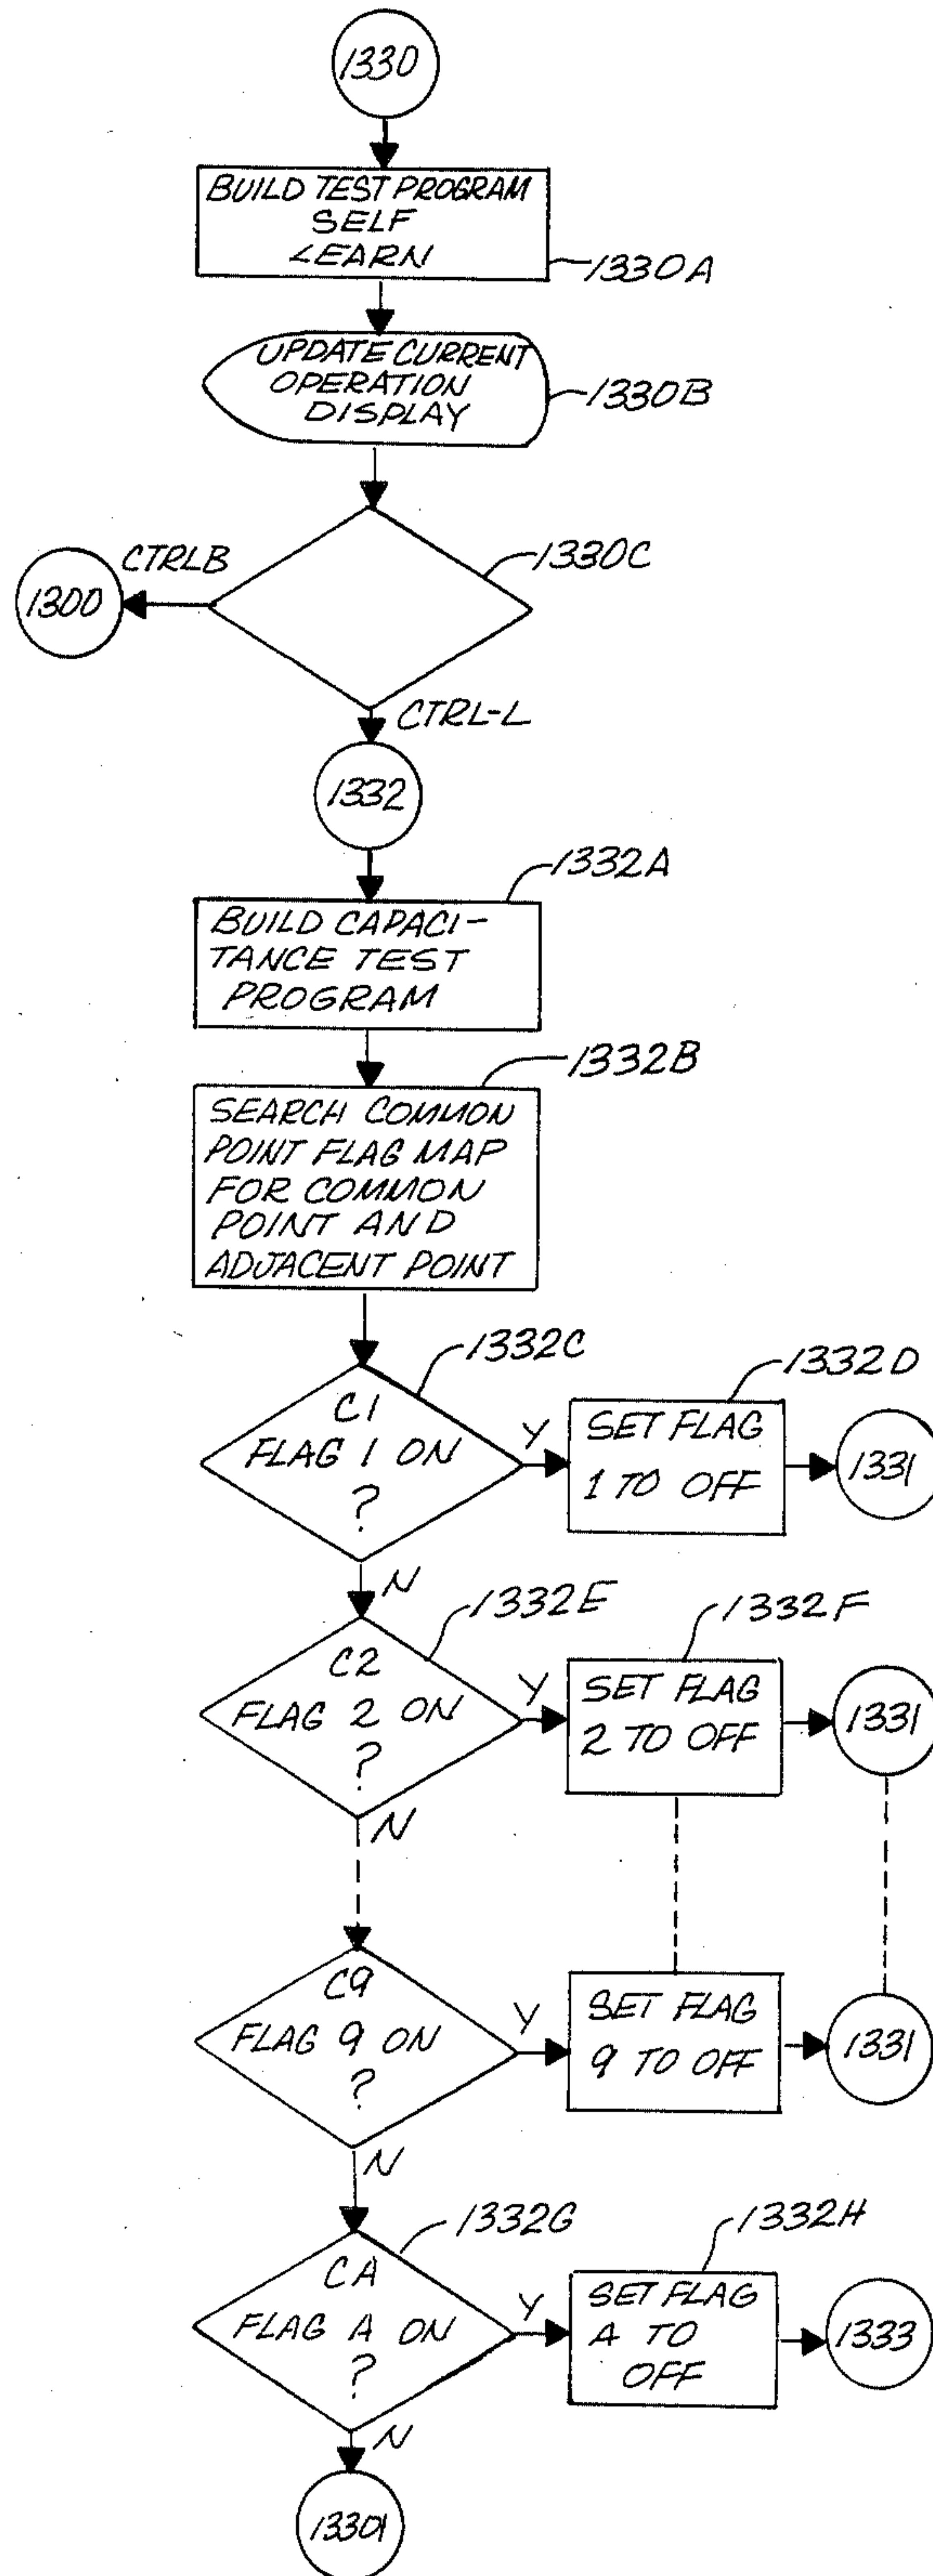 1330
BUILD TEST PROGRAM
SELF
LEARN
1330A
UPDATE CURRENT
OPERATION
DISPLAY
1330B
1330C
CTRLB
1300
CTRL-L
1332
1332A
BUILD CAPACI-
TANCE TEST
PROGRAM
1332B
SEARCH COMMON
POINT FLAG MAP
FOR COMMON
POINT AND
ADJACENT POINT
1332C
C1
FLAG 1 ON
?
Y
1332D
SET FLAG
1 TO OFF
1331
N
1332E
C2
FLAG 2 ON
?
Y
1332F
SET FLAG
2 TO OFF
1331
N
C9
FLAG 9 ON
?
Y
SET FLAG
9 TO OFF
1331
N
1332G
CA
FLAG A ON
?
Y
1332H
SET FLAG
A TO
OFF
1333
N
13301